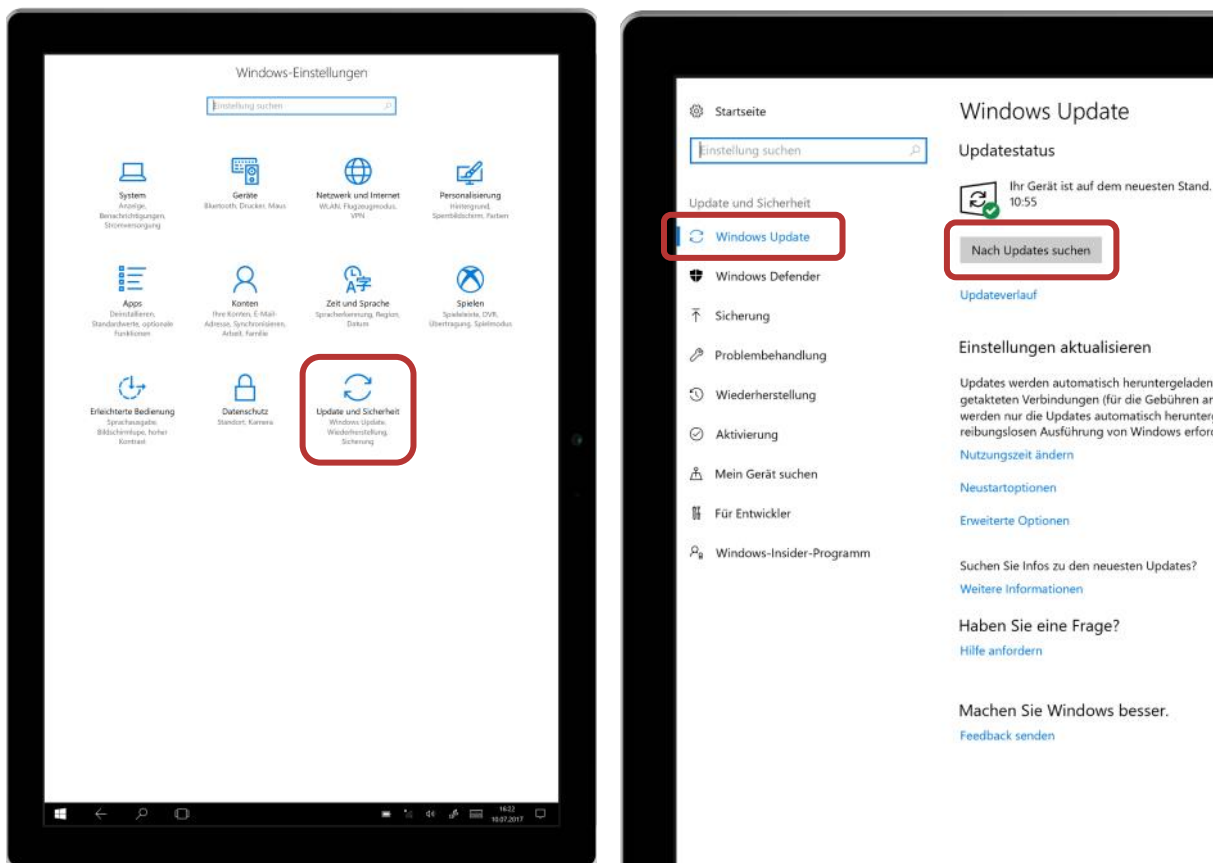 Windows-Einstellungen
Einstellung suchen
System
Anzeige,
Benachrichtigungen,
Stromversorgung
Geräte
Bluetooth, Drucker, Maus
Netzwerk und Internet
WLAN, Flugzeugmodus,
VPN
Personalisierung
Hintergrund,
Sperrbildschirm, Farben
Apps
Deinstallieren,
Standardwerte, optionale
Funktionen
Konten
Ihre Konten, E-Mail-
Adresse, Synchronisieren,
Arbeit, Familie
Zeit und Sprache
Spracherkennung, Region,
Datum
Spielen
Spieleleiste, DVR,
Übertragung, Spielmodus
Erleichterte Bedienung
Sprachausgabe,
Bildschirmlupe, hoher
Kontrast
Datenschutz
Standort, Kamera
Update und Sicherheit
Windows Update,
Wiederherstellung,
Sicherung
16:22
10.07.2017
Startseite
Einstellung suchen
Update und Sicherheit
Windows Update
Windows Defender
Sicherung
Problembehandlung
Wiederherstellung
Aktivierung
Mein Gerät suchen
Für Entwickler
Windows-Insider-Programm
Windows Update
Updatestatus
Ihr Gerät ist auf dem neuesten Stand.
10:55
Nach Updates suchen
Updateverlauf
Einstellungen aktualisieren
Updates werden automatisch heruntergeladen
getakteten Verbindungen (für die Gebühren an
werden nur die Updates automatisch herunter
reibungslosen Ausführung von Windows erford
Nutzungszeit ändern
Neustartoptionen
Erweiterte Optionen
Suchen Sie Infos zu den neuesten Updates?
Weitere Informationen
Haben Sie eine Frage?
Hilfe anfordern
Machen Sie Windows besser.
Feedback senden